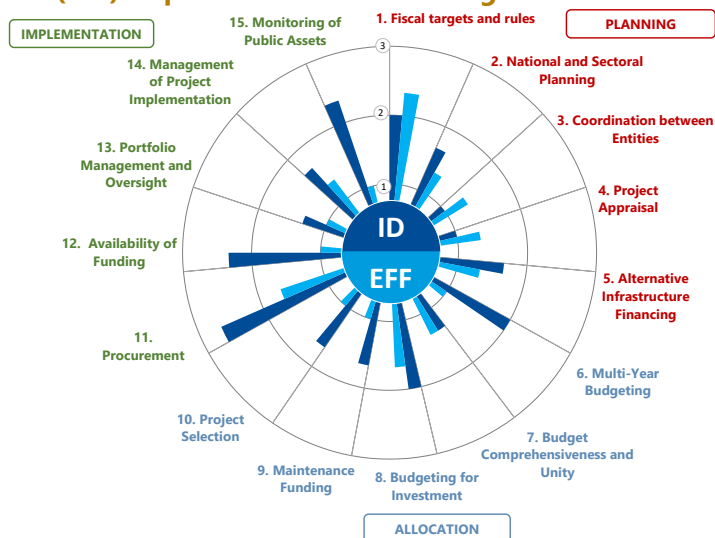 IMPLEMENTATION
15. Monitoring of
Public Assets
1. Fiscal targets and rules
PLANNING
3
14. Management
of Project
Implementation
2. National and Sectoral
Planning
2
3. Coordination between
Entities
13. Portfolio
Management and
Oversight
1
4. Project
Appraisal
ID
EFF
12. Availability of
Funding
5. Alternative
Infrastructure
Financing
11.
Procurement
6. Multi-Year
Budgeting
10. Project
Selection
7. Budget
Comprehensiveness and
Unity
9. Maintenance
Funding
8. Budgeting for
Investment
ALLOCATION